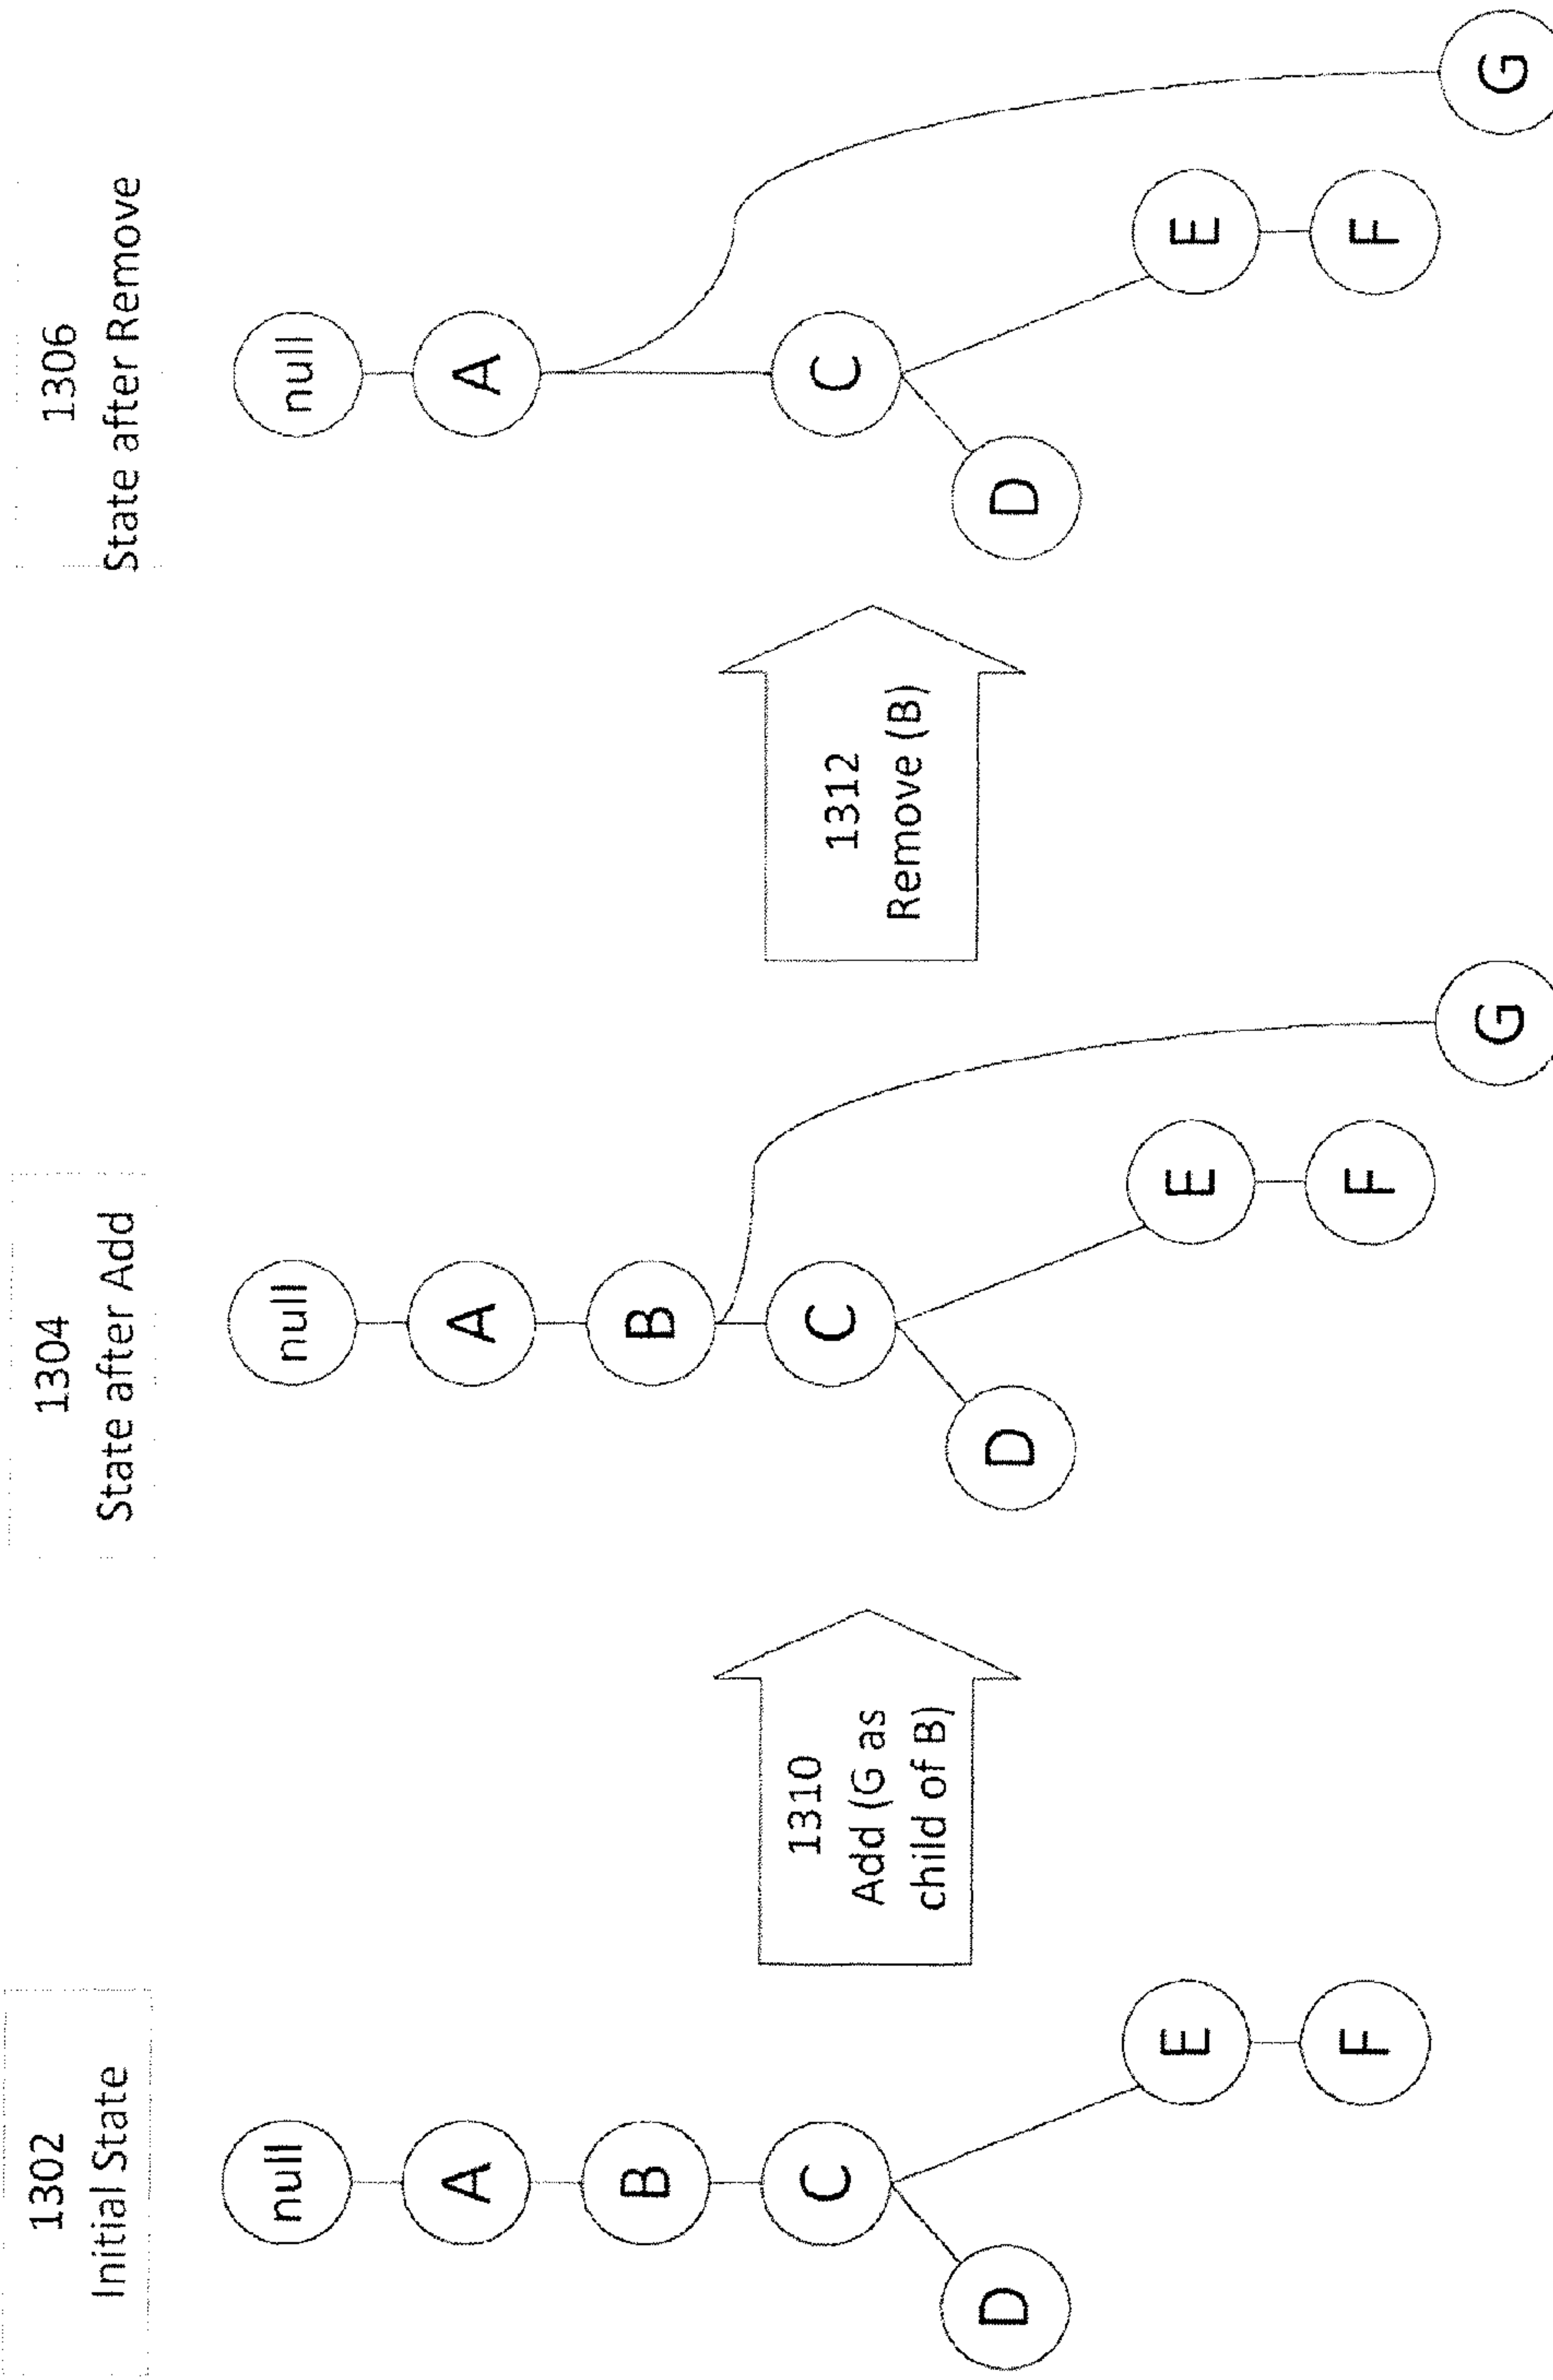 1302
Initial State
null
A
B
C
D
E
F
1310
Add (G as
child of B)
1304
State after Add
null
A
B
C
D
E
F
G
1312
Remove (B)
1306
State after Remove
null
A
C
D
E
F
G